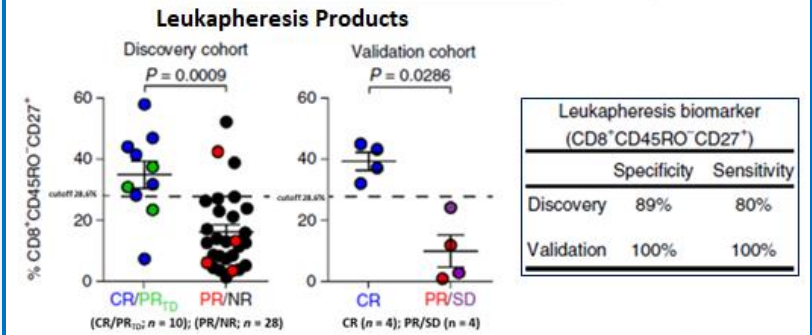 Leukapheresis Products
Discovery cohort
P = 0.0009
% CD8⁺CD45RO⁻CD27⁺
60
40
20
0
cutoff 28.6%
CR/PR_TD
PR/NR
(CR/PR_TD; n = 10); (PR/NR; n = 28)
Validation cohort
P = 0.0286
60
40
20
0
cutoff 28.6%
CR
PR/SD
CR (n = 4); PR/SD (n = 4)
Leukapheresis biomarker
(CD8⁺CD45RO⁻CD27⁺)
Specificity Sensitivity
Discovery 89% 80%
Validation 100% 100%